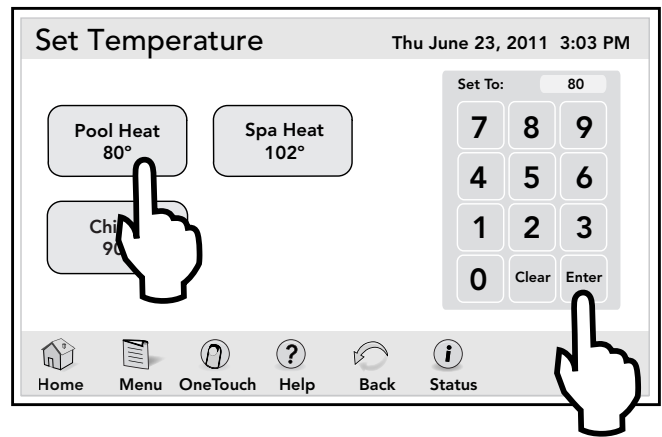 Set Temperature
Thu June 23, 2011 3:03 PM
Pool Heat
80°
Spa Heat
102°
Set To: 80
7 8 9
4 5 6
1 2 3
0 Clear Enter
Home Menu OneTouch Help Back Status